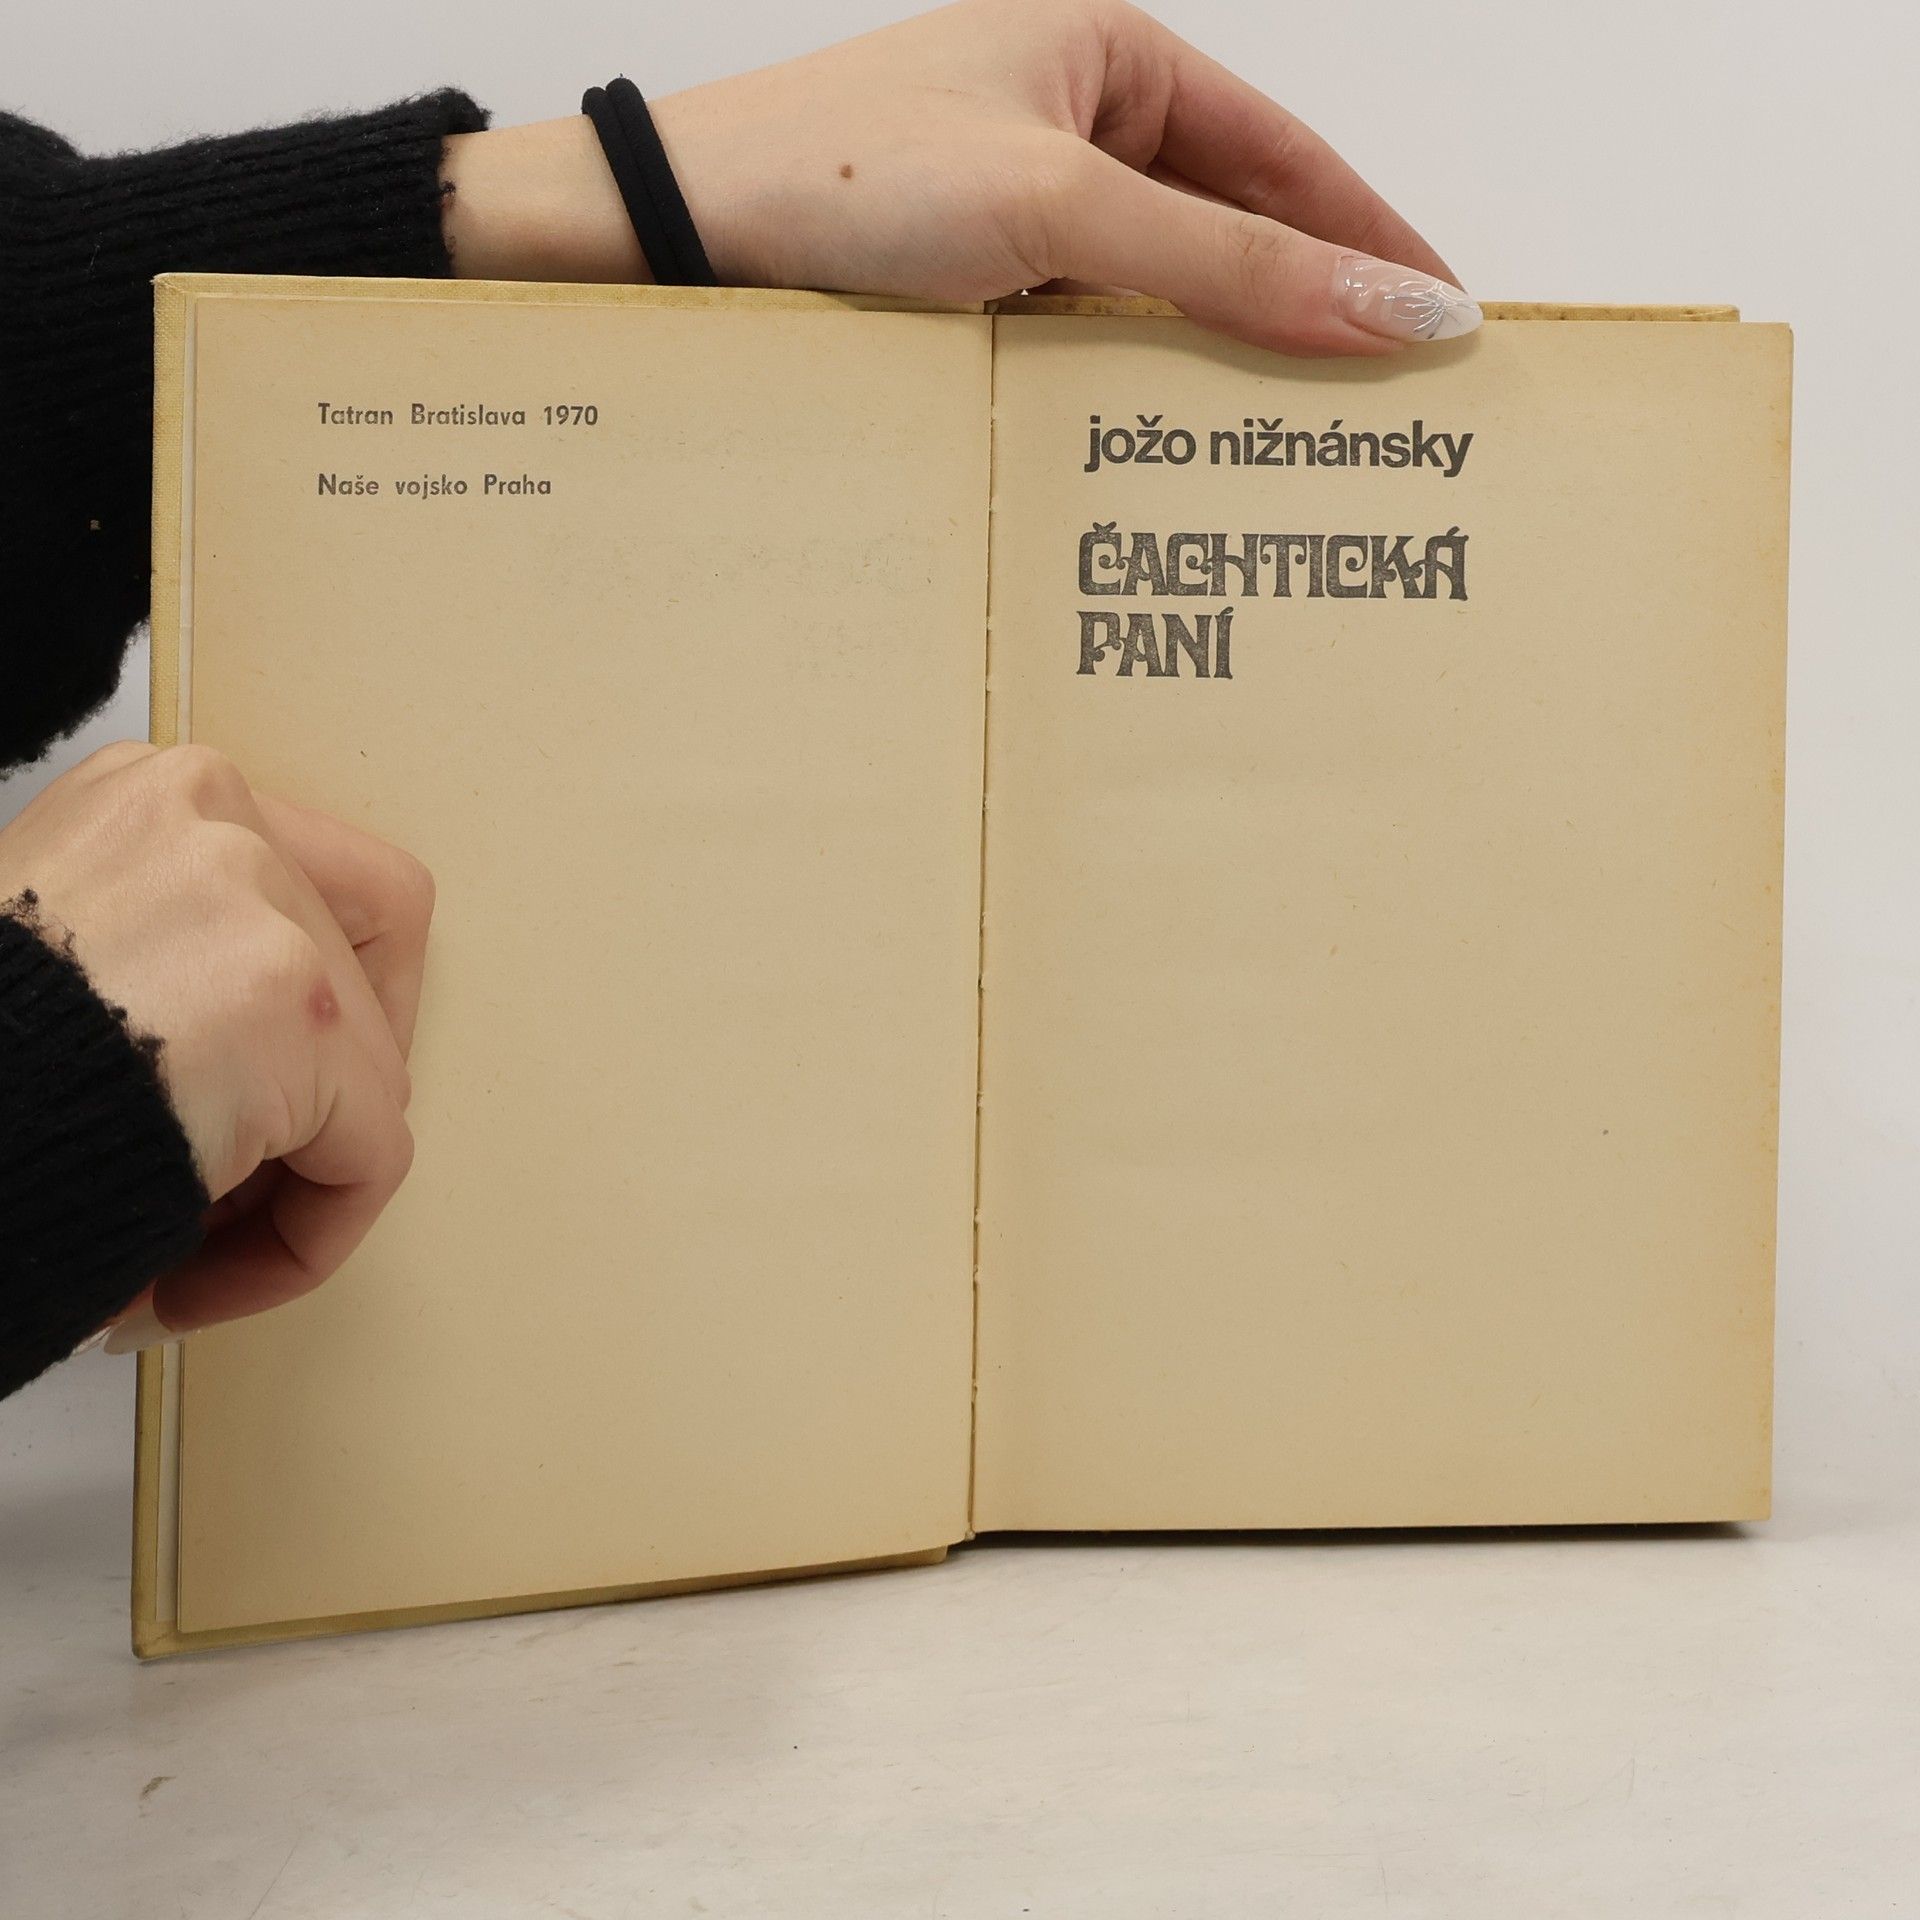 Tatran Bratislava 1970
Naše vojsko Praha
jožo nižnánsky
ČACHTICKÁ
PANÍ